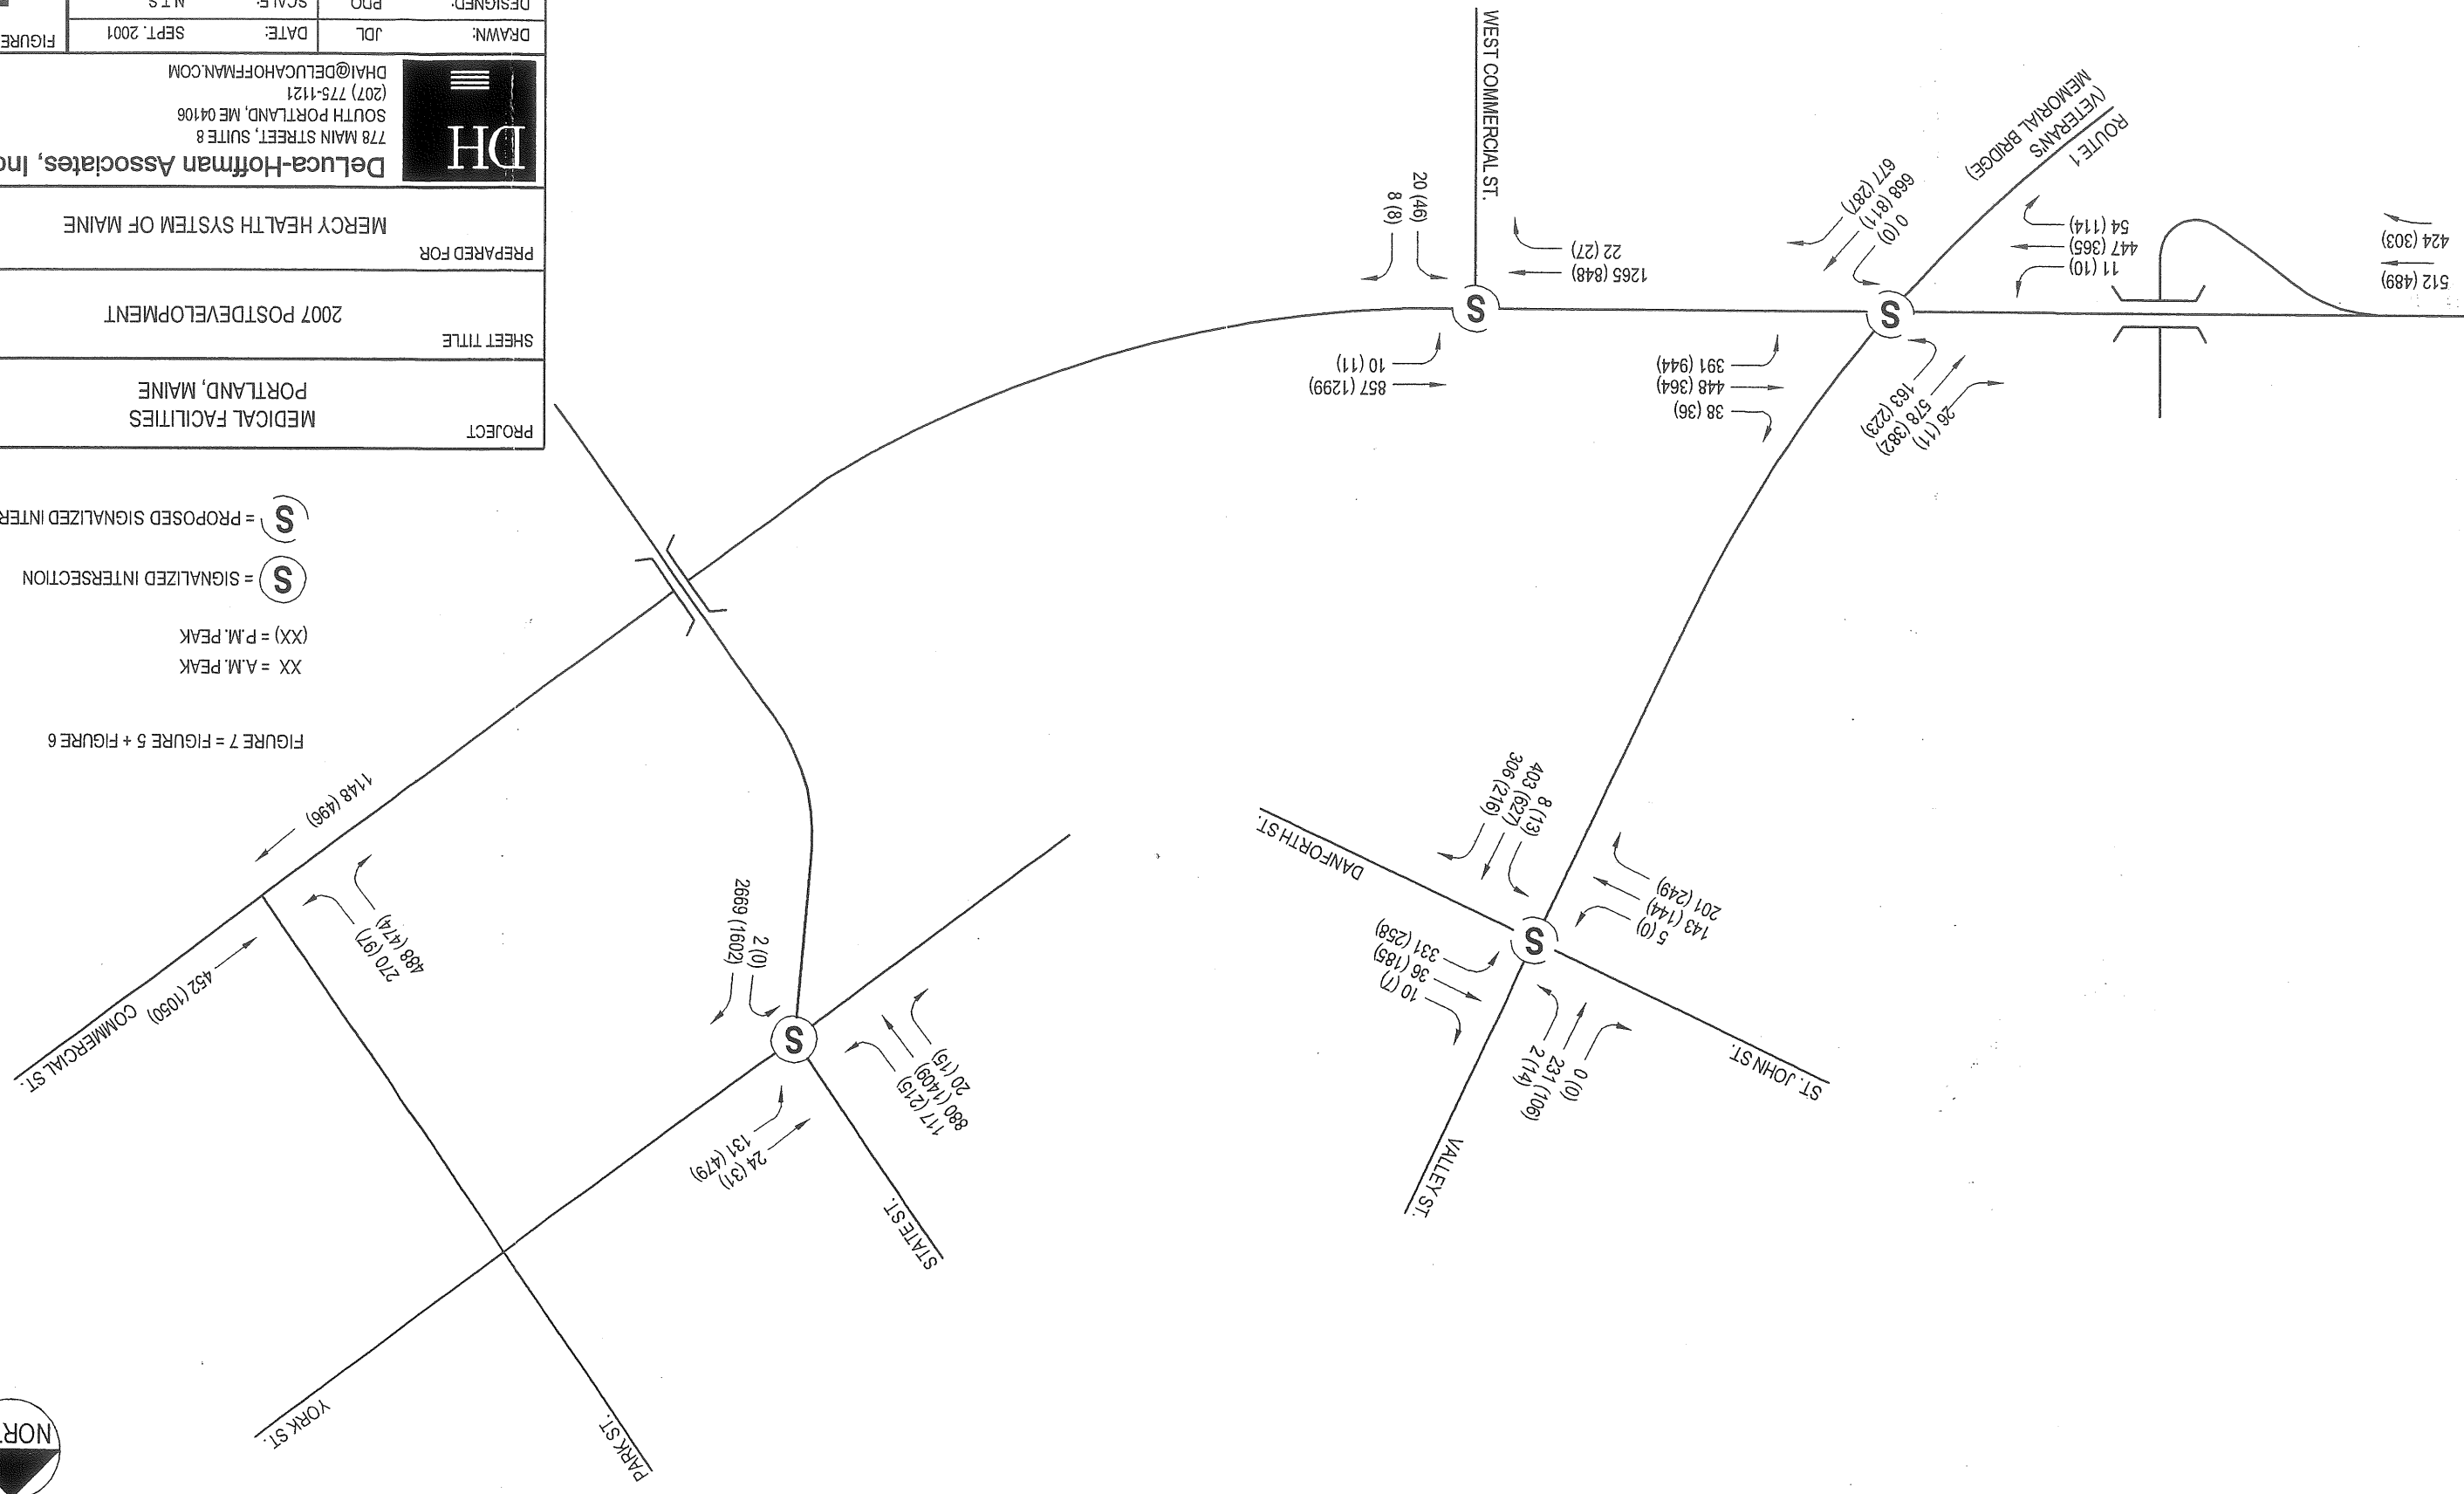 NOR
PARK ST.
YORK ST.
STATE ST.
VALLEY ST.
ST. JOHN ST.
DANFORTH ST.
0 (0)
231 (106)
2 (14)
10 (7)
36 (185)
331 (258)
5 (0)
143 (144)
201 (249)
8 (13)
403 (627)
306 (216)
S
24 (31)
131 (479)
20 (15)
880 (1409)
117 (215)
2 (0)
2669 (1602)
S
COMMERCIAL ST.
452 (1050)
270 (97)
488 (474)
1148 (496)
26 (11)
578 (382)
163 (223)
38 (36)
448 (364)
391 (944)
S
512 (489)
424 (303)
11 (10)
447 (365)
54 (114)
0 (0)
668 (811)
677 (287)
ROUTE 1
(VETERANS
MEMORIAL BRIDGE)
857 (1299)
10 (11)
S
1265 (848)
22 (27)
20 (46)
8 (8)
WEST COMMERCIAL ST.
FIGURE 7 = FIGURE 5 + FIGURE 6
XX = A.M. PEAK
(XX) = P.M. PEAK
S = SIGNALIZED INTERSECTION
S = PROPOSED SIGNALIZED INTER
PROJECT
MEDICAL FACILITIES
PORTLAND, MAINE
SHEET TITLE
2007 POSTDEVELOPMENT
PREPARED FOR
MERCY HEALTH SYSTEM OF MAINE
DH
DeLuca-Hoffman Associates, Inc
778 MAIN STREET, SUITE 8
SOUTH PORTLAND, ME 04106
(207) 775-1121
DHAI@DELUCAHOFFMAN.COM
DRAWN: JDL DATE: SEPT. 2001 FIGURE
DESIGNED: PDO SCALE: N.T.S